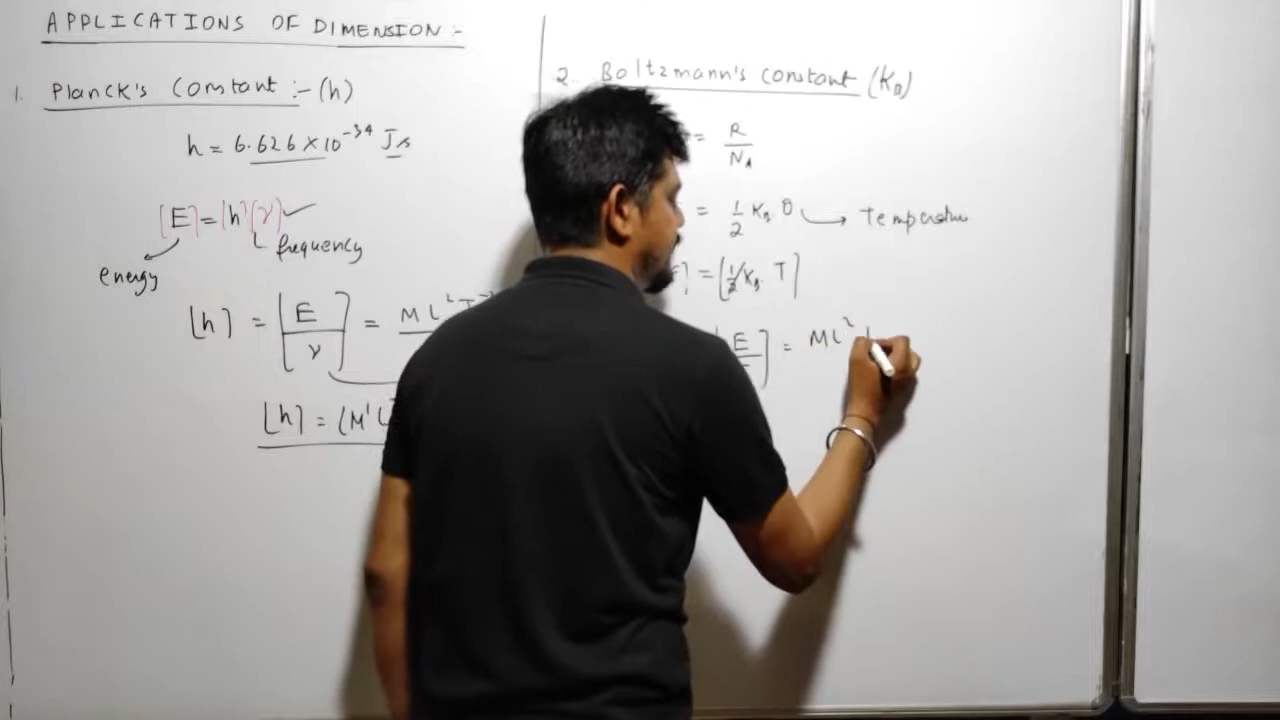 APPLICATIONS OF DIMENSION :-
1. Planck's Constant :- (h)
h = 6.626 × 10⁻³⁴ Js
[E] = [h] [γ]
frequency
energy
[h] = [E / γ] = ML²T
[h] = (M¹L
2. Boltzmann's constant (K_B)
= R / N_A
= 1/2 K_B θ → temperature
] = [1/2 K_B T]
E ] = ML²